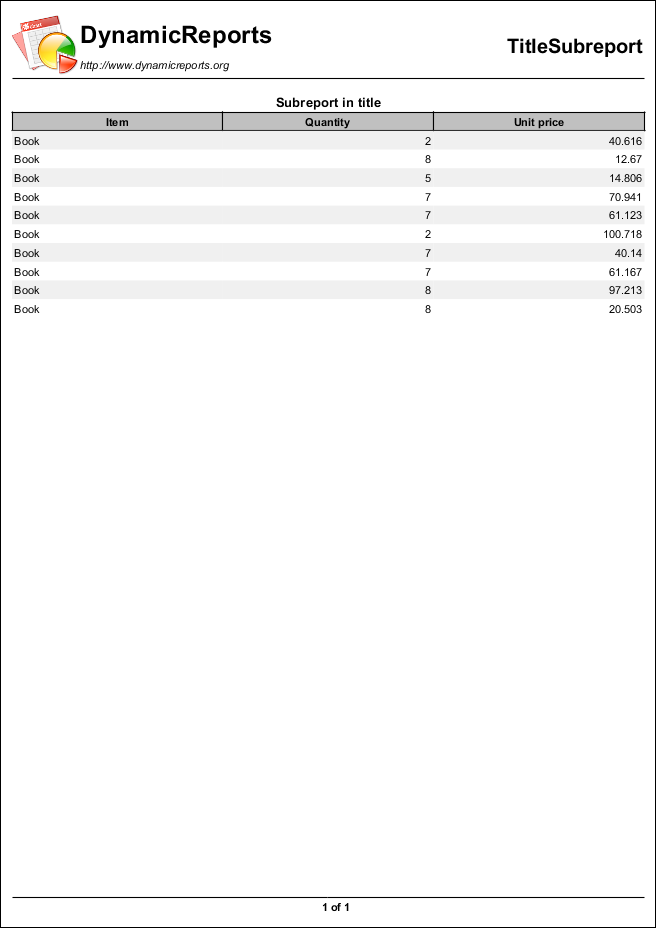 DynamicReports
TitleSubreport
http://www.dynamicreports.org
Subreport in title
Item Quantity Unit price
Book 2 40.616
Book 8 12.67
Book 5 14.806
Book 7 70.941
Book 7 61.123
Book 2 100.718
Book 7 40.14
Book 7 61.167
Book 8 97.213
Book 8 20.503
1 of 1